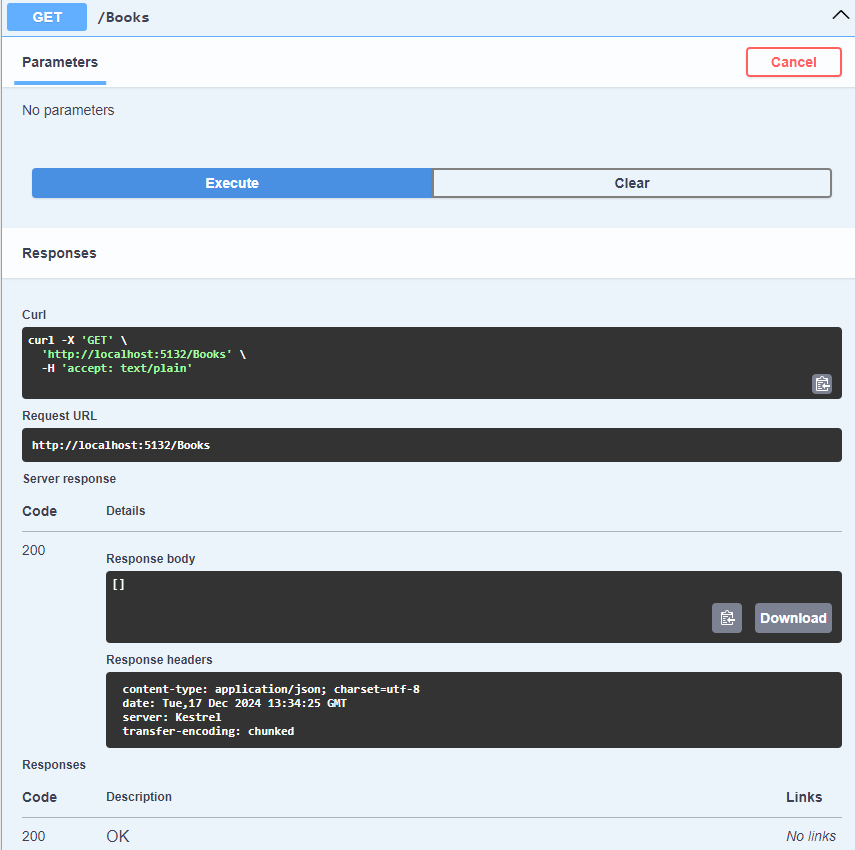 GET /Books
Parameters
Cancel
No parameters
Execute
Clear
Responses
Curl
curl -X 'GET' \
'http://localhost:5132/Books' \
-H 'accept: text/plain'
Request URL
http://localhost:5132/Books
Server response
Code Details
200
Response body
[]
Download
Response headers
content-type: application/json; charset=utf-8
date: Tue,17 Dec 2024 13:34:25 GMT
server: Kestrel
transfer-encoding: chunked
Responses
Code Description Links
200 OK No links